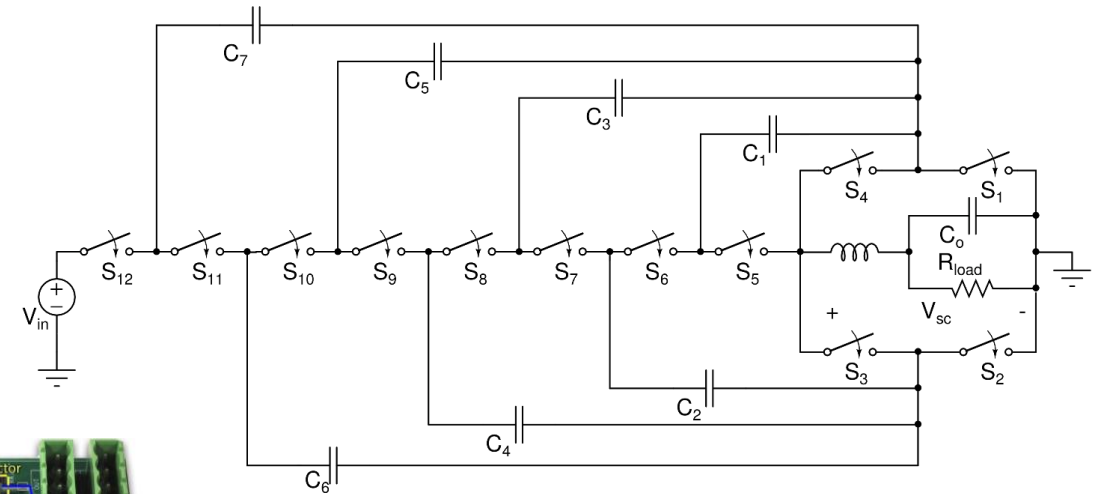 C7
C5
C3
C1
S4
S1
Co
Rload
S12
S11
S10
S9
S8
S7
S6
S5
Vin
+
–
+
Vsc
-
S3
S2
C2
C4
C6
ctor